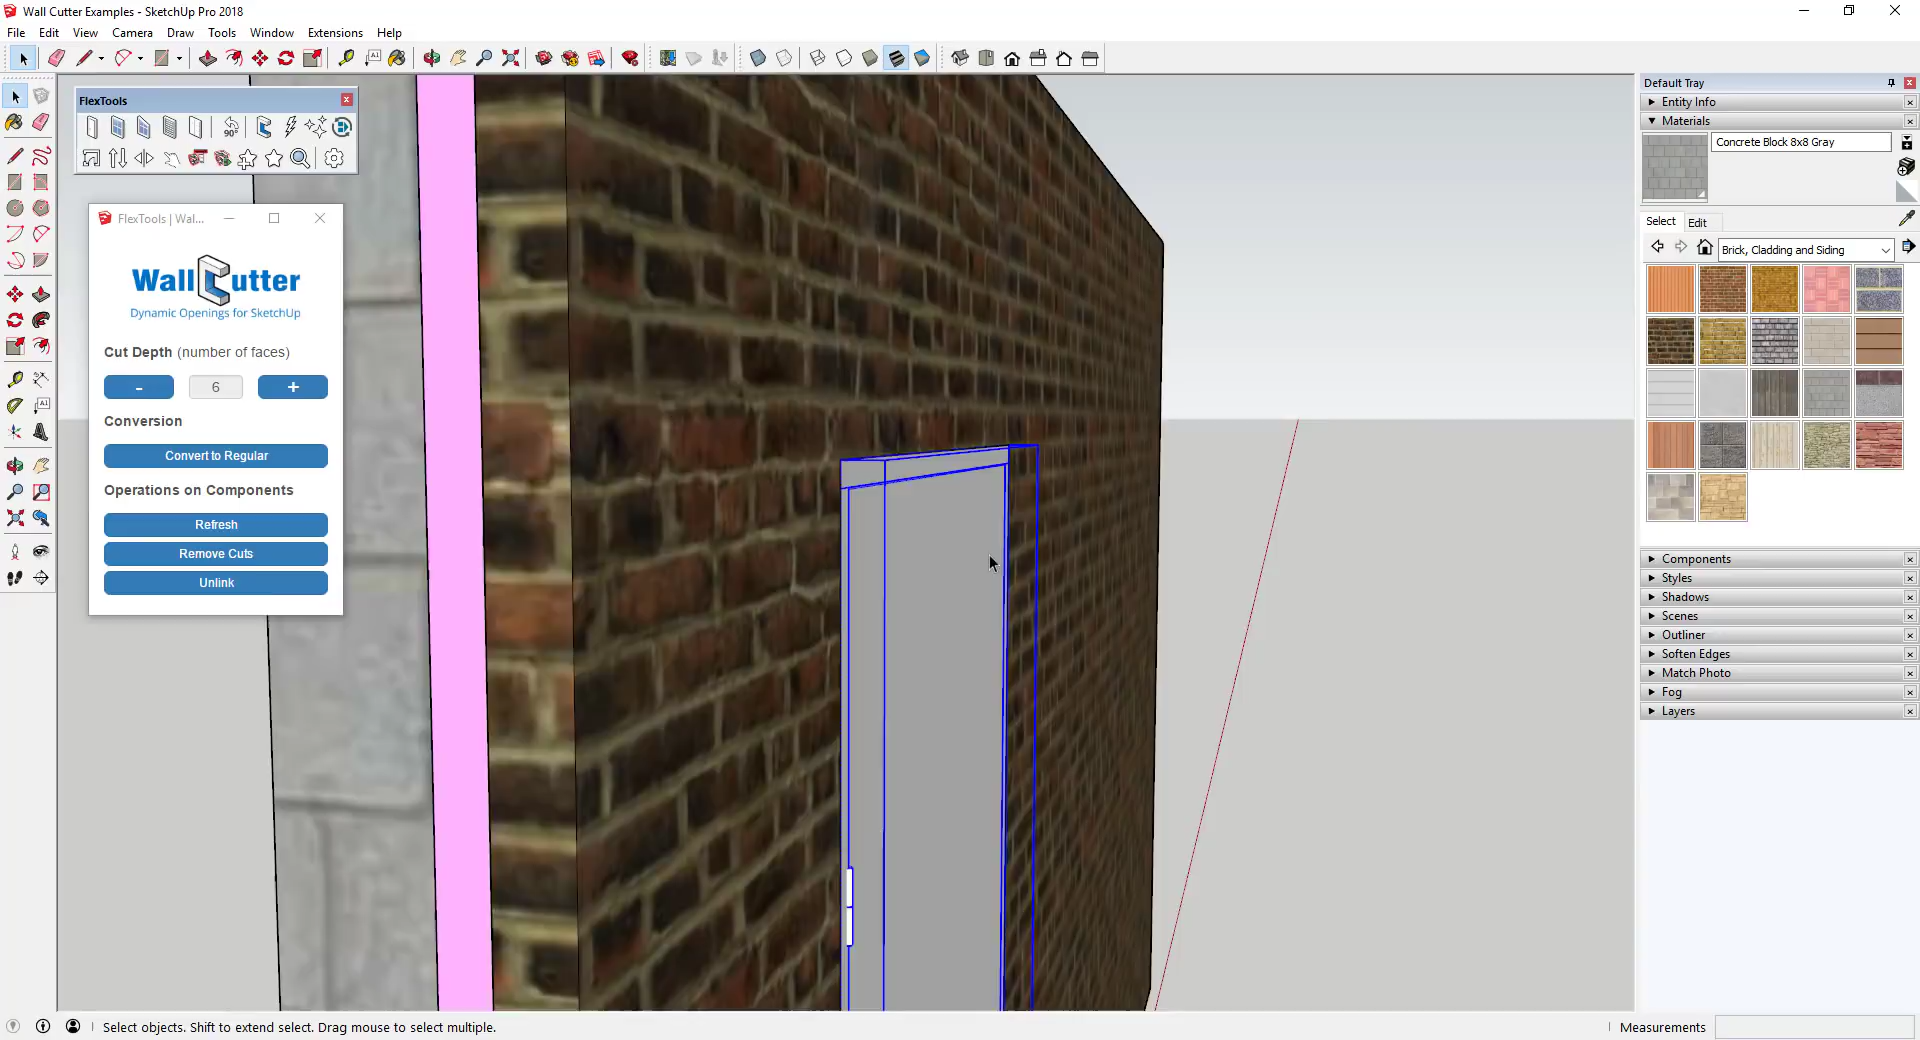 Wall Cutter Examples - SketchUp Pro 2018
File Edit View Camera Draw Tools Window Extensions Help
Default Tray
FlexTools
Entity Info
Materials
Concrete Block 8x8 Gray
Select Edit
Brick, Cladding and Siding
FlexTools | Wal...
Wall Cutter
Dynamic Openings for SketchUp
Cut Depth (number of faces)
- 6 +
Conversion
Convert to Regular
Operations on Components
Refresh
Remove Cuts
Unlink
Components
Styles
Shadows
Scenes
Outliner
Soften Edges
Match Photo
Fog
Layers
Select objects. Shift to extend select. Drag mouse to select multiple.
Measurements